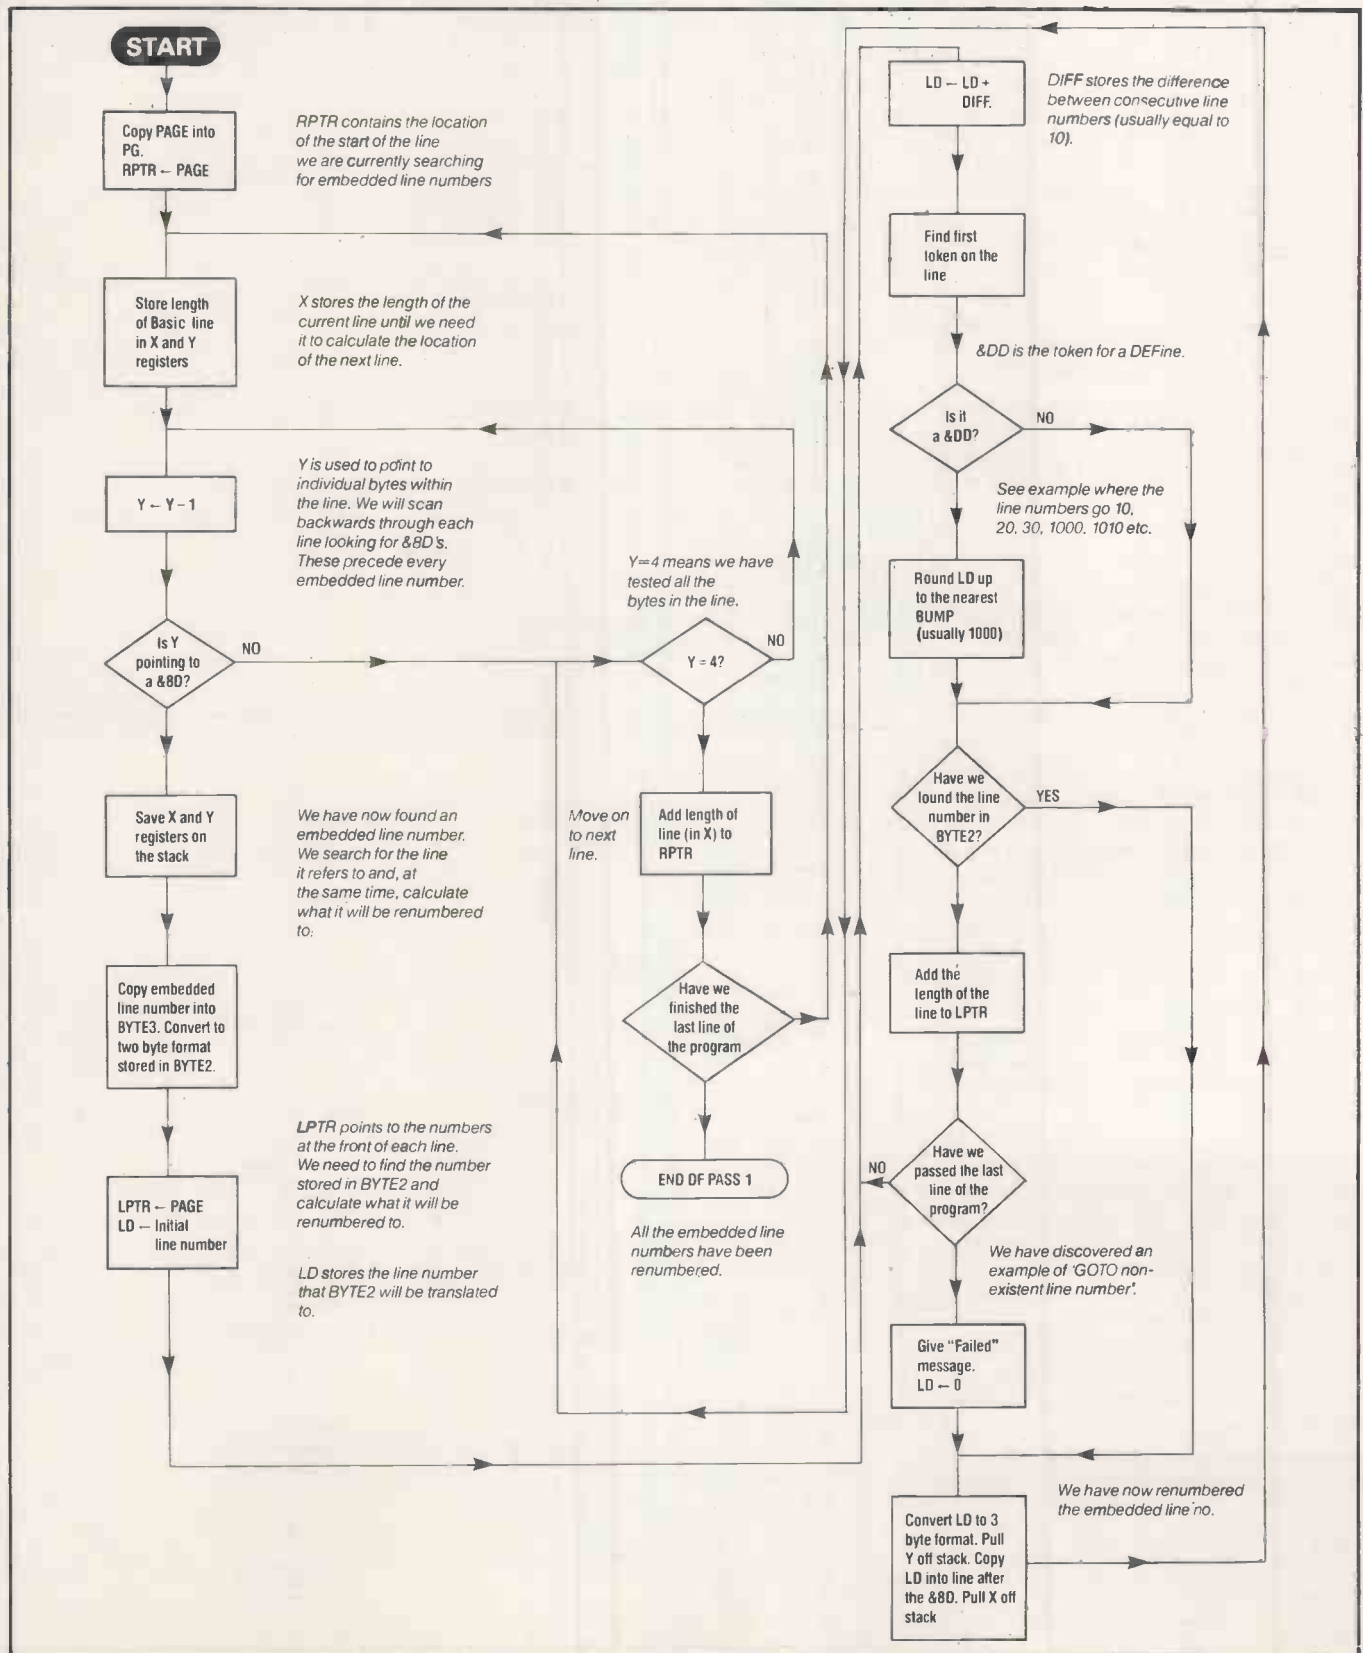 START
Copy PAGE into
PG.
RPTR ← PAGE
RPTR contains the location
of the start of the line
we are currently searching
for embedded line numbers
Store length
of Basic line
in X and Y
registers
X stores the length of the
current line until we need
it to calculate the location
of the next line.
Y ← Y - 1
Y is used to point to
individual bytes within
the line. We will scan
backwards through each
line looking for &8D's.
These precede every
embedded line number.
Is Y
pointing to
a &8D?
NO
Save X and Y
registers on
the stack
We have now found an
embedded line number.
We search for the line
it refers to and, at
the same time, calculate
what it will be renumbered
to.
Copy embedded
line number into
BYTE3. Convert to
two byte format
stored in BYTE2.
LPTR ← PAGE
LD ← Initial
line number
LPTR points to the numbers
at the front of each line.
We need to find the number
stored in BYTE2 and
calculate what it will be
renumbered to.
LD stores the line number
that BYTE2 will be translated
to.
Y=4 means we have
tested all the
bytes in the line.
Y = 4?
NO
Move on
to next
line.
Add length of
line (in X) to
RPTR
Have we
finished the
last line of
the program
END OF PASS 1
All the embedded line
numbers have been
renumbered.
LD ← LD +
DIFF.
DIFF stores the difference
between consecutive line
numbers (usually equal to
10).
Find first
token on the
line
&DD is the token for a DEFine.
Is it
a &DD?
NO
See example where the
line numbers go 10,
20, 30, 1000. 1010 etc.
Round LD up
to the nearest
BUMP
(usually 1000)
Have we
found the line
number in
BYTE2?
YES
Add the
length of the
line to LPTR
Have we
passed the last
line of the
program?
NO
We have discovered an
example of 'GOTO non-
existent line number'.
Give "Failed"
message.
LD ← 0
We have now renumbered
the embedded line no.
Convert LD to 3
byte format. Pull
Y off stack. Copy
LD into line after
the &8D. Pull X off
stack